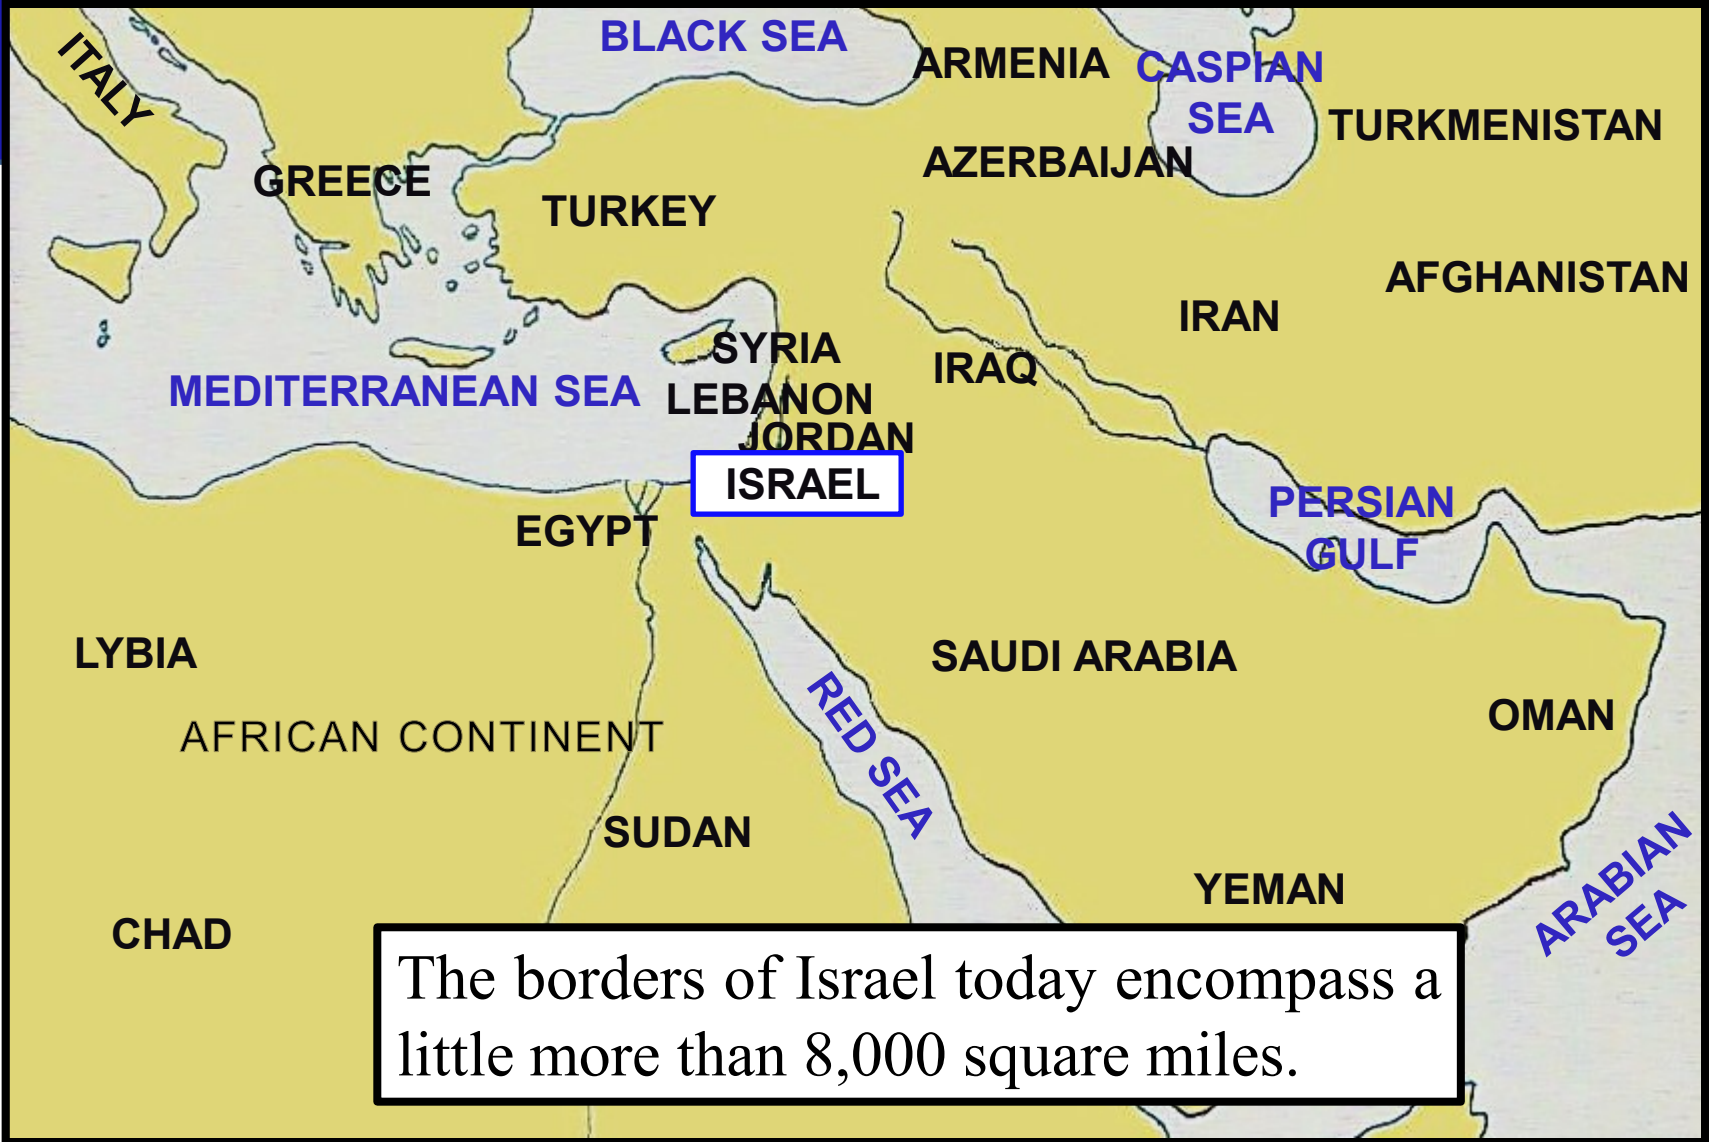 BLACK SEA
ITALY
ARMENIA
CASPIAN
SEA
TURKMENISTAN
AZERBAIJAN
GREECE
TURKEY
AFGHANISTAN
IRAN
SYRIA
IRAQ
MEDITERRANEAN SEA
LEBANON
JORDAN
ISRAEL
PERSIAN
GULF
EGYPT
LYBIA
SAUDI ARABIA
RED SEA
OMAN
AFRICAN CONTINENT
SUDAN
YEMAN
ARABIAN
SEA
CHAD
The borders of Israel today encompass a
little more than 8,000 square miles.